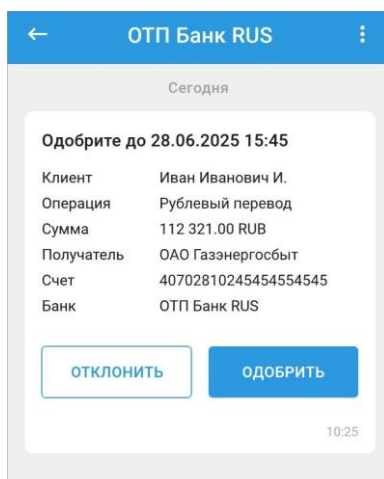 ОТП Банк RUS
Сегодня
Одобрите до 28.06.2025 15:45
Клиент Иван Иванович И.
Операция Рублевый перевод
Сумма 112 321.00 RUB
Получатель ОАО Газэнергосбыт
Счет 40702810245454554545
Банк ОТП Банк RUS
ОТКЛОНИТЬ ОДОБРИТЬ
10:25